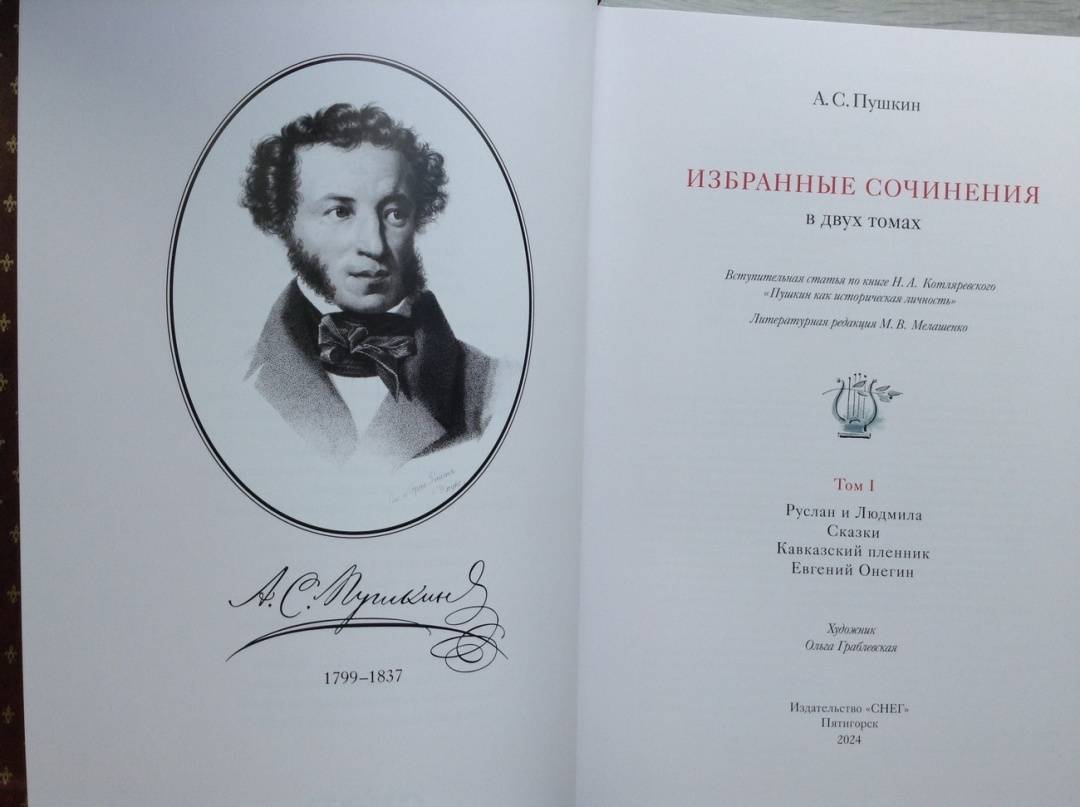 А. С. Пушкин
1799–1837
А. С. Пушкин
ИЗБРАННЫЕ СОЧИНЕНИЯ
в двух томах
Вступительная статья по книге Н. А. Котляревского
«Пушкин как историческая личность»
Литературная редакция М. В. Мелашенко
Том I
Руслан и Людмила
Сказки
Кавказский пленник
Евгений Онегин
Художник
Ольга Граблевская
Издательство «СНЕГ»
Пятигорск
2024